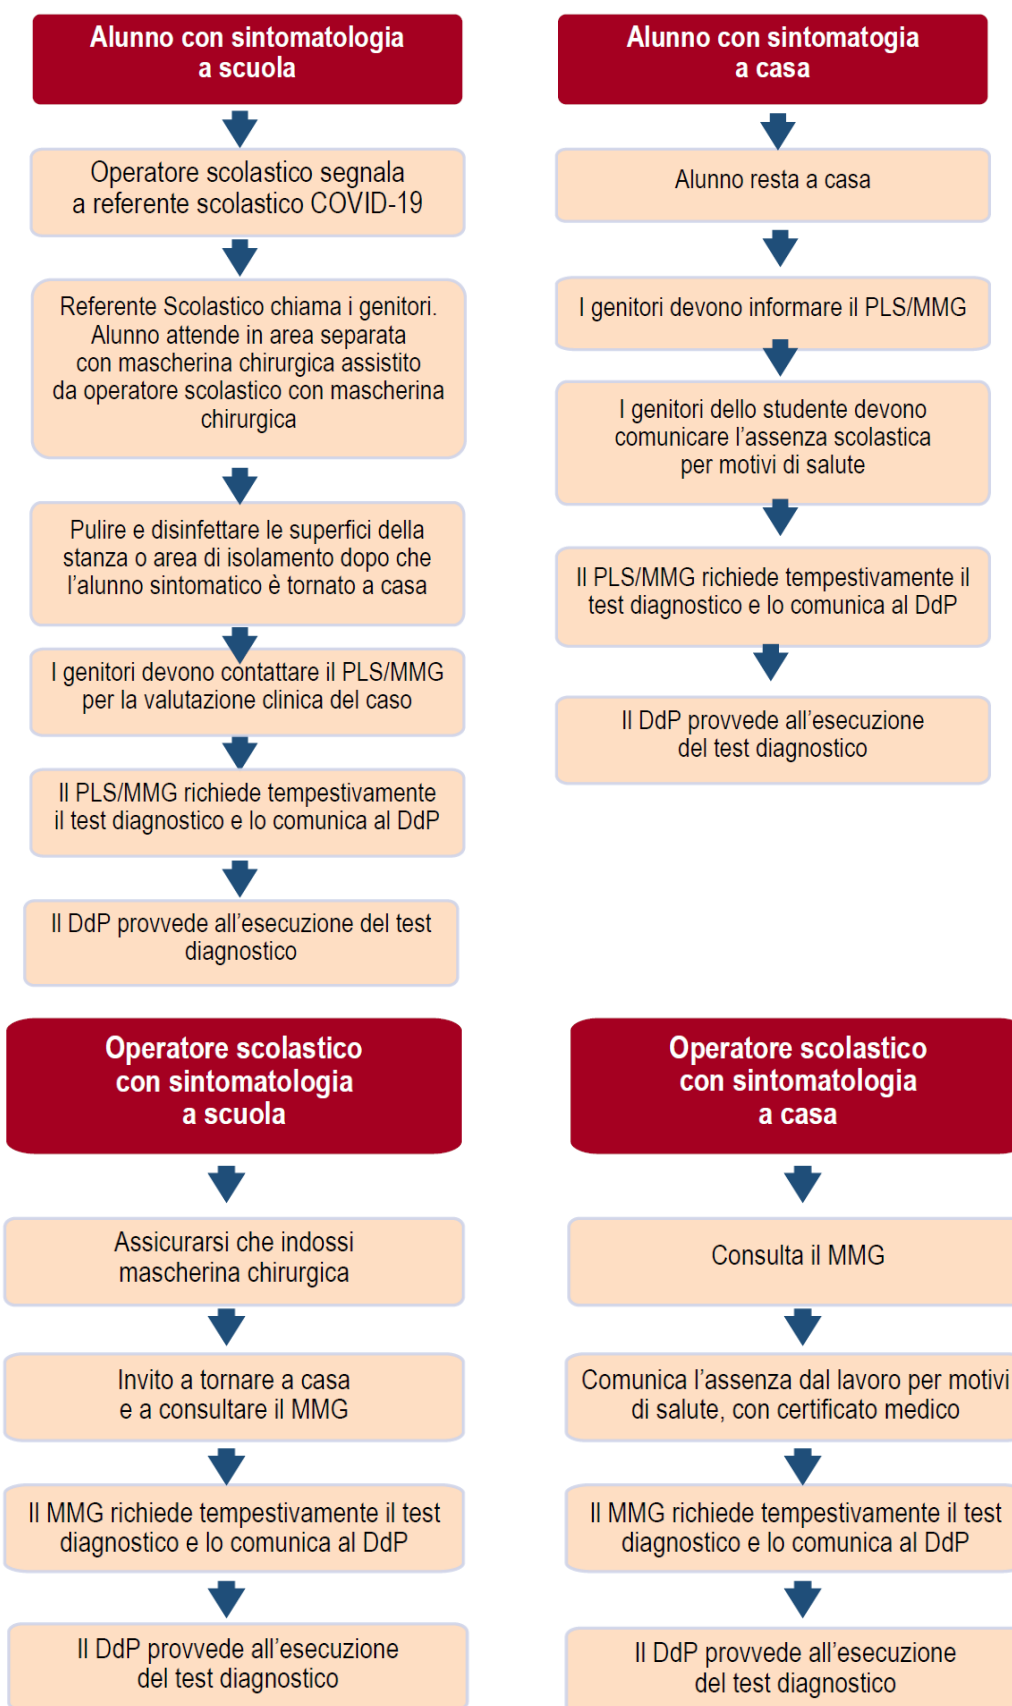 Alunno con sintomatologia
a scuola
Operatore scolastico segnala
a referente scolastico COVID-19
Referente Scolastico chiama i genitori.
Alunno attende in area separata
con mascherina chirurgica assistito
da operatore scolastico con mascherina
chirurgica
Pulire e disinfettare le superfici della
stanza o area di isolamento dopo che
l’alunno sintomatico è tornato a casa
I genitori devono contattare il PLS/MMG
per la valutazione clinica del caso
Il PLS/MMG richiede tempestivamente
il test diagnostico e lo comunica al DdP
Il DdP provvede all’esecuzione del test
diagnostico
Alunno con sintomatogia
a casa
Alunno resta a casa
I genitori devono informare il PLS/MMG
I genitori dello studente devono
comunicare l’assenza scolastica
per motivi di salute
Il PLS/MMG richiede tempestivamente il
test diagnostico e lo comunica al DdP
Il DdP provvede all’esecuzione
del test diagnostico
Operatore scolastico
con sintomatologia
a scuola
Assicurarsi che indossi
mascherina chirurgica
Invito a tornare a casa
e a consultare il MMG
Il MMG richiede tempestivamente il test
diagnostico e lo comunica al DdP
Il DdP provvede all’esecuzione
del test diagnostico
Operatore scolastico
con sintomatologia
a casa
Consulta il MMG
Comunica l’assenza dal lavoro per motivi
di salute, con certificato medico
Il MMG richiede tempestivamente il test
diagnostico e lo comunica al DdP
Il DdP provvede all’esecuzione
del test diagnostico